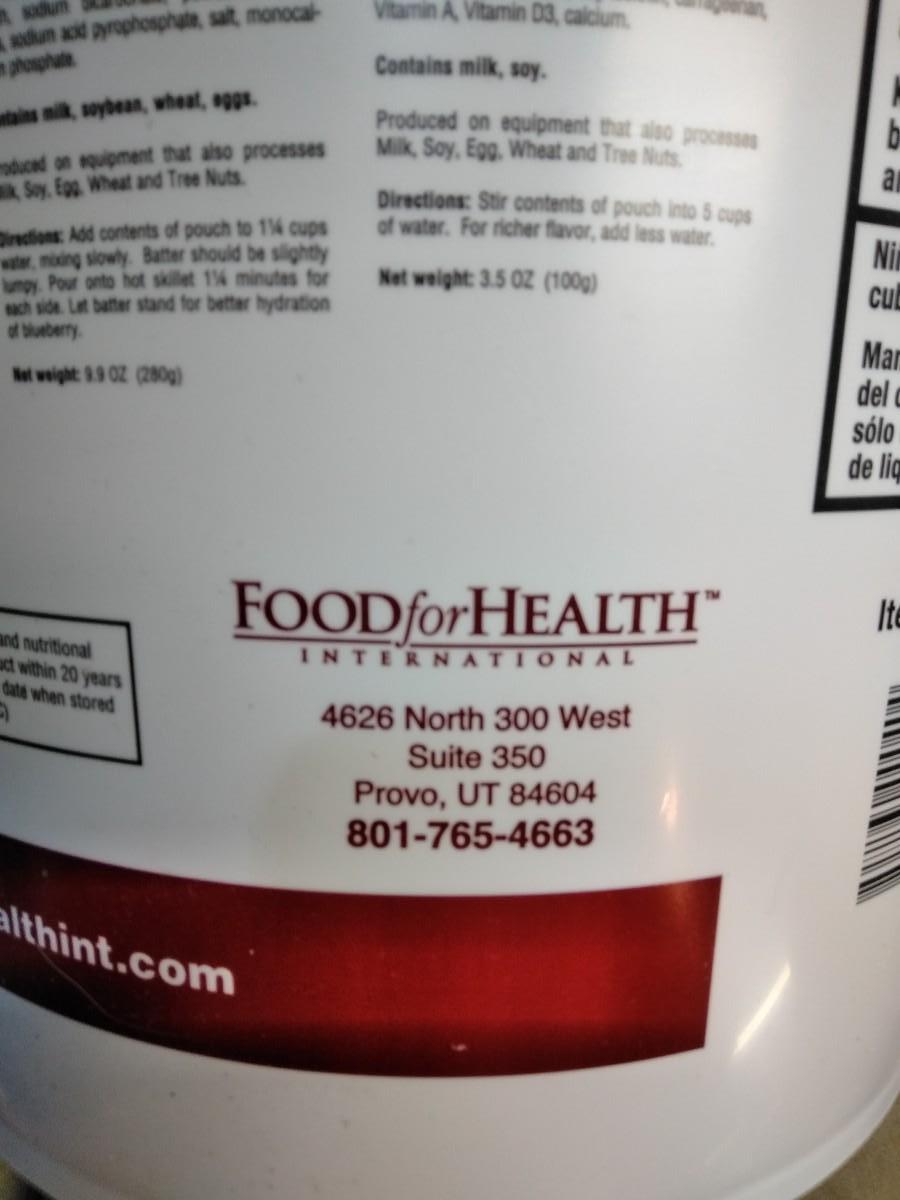 sodium acid pyrophosphate, salt, monocal-
phosphate.
milk, soybean, wheat, eggs.
on equipment that also processes
Soy, Egg, Wheat and Tree Nuts.
Directions: Add contents of pouch to 1¼ cups
water, mixing slowly. Batter should be slightly
lumpy. Pour onto hot skillet 1¼ minutes for
each side. Let batter stand for better hydration
of blueberry.
Net weight: 9.9 OZ (280g)
Vitamin A, Vitamin D3, calcium.
Contains milk, soy.
Produced on equipment that also processes
Milk, Soy, Egg, Wheat and Tree Nuts.
Directions: Stir contents of pouch into 5 cups
of water. For richer flavor, add less water.
Net weight: 3.5 OZ (100g)
del
sólo
de
and nutritional
within 20 years
date when stored
FOODforHEALTH™
INTERNATIONAL
4626 North 300 West
Suite 350
Provo, UT 84604
801-765-4663
althint.com